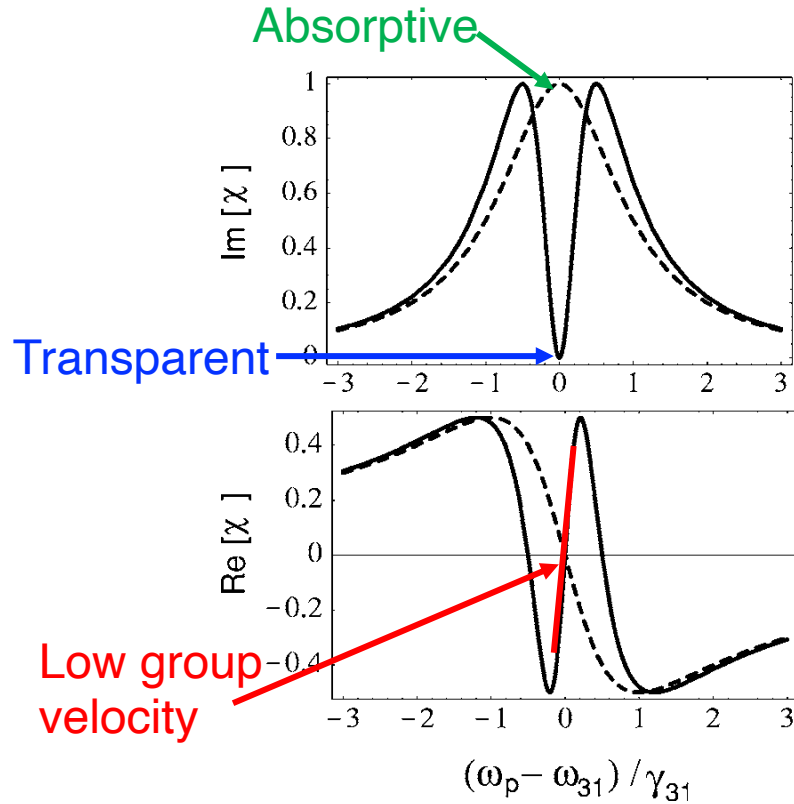 Absorptive
1
0.8
0.6
0.4
0.2
0
Im [ χ ]
Transparent
−3 −2 −1 0 1 2 3
0.4
0.2
0
−0.2
−0.4
Re [ χ ]
Low group
velocity
−3 −2 −1 0 1 2 3
(ωp − ω31) / γ31